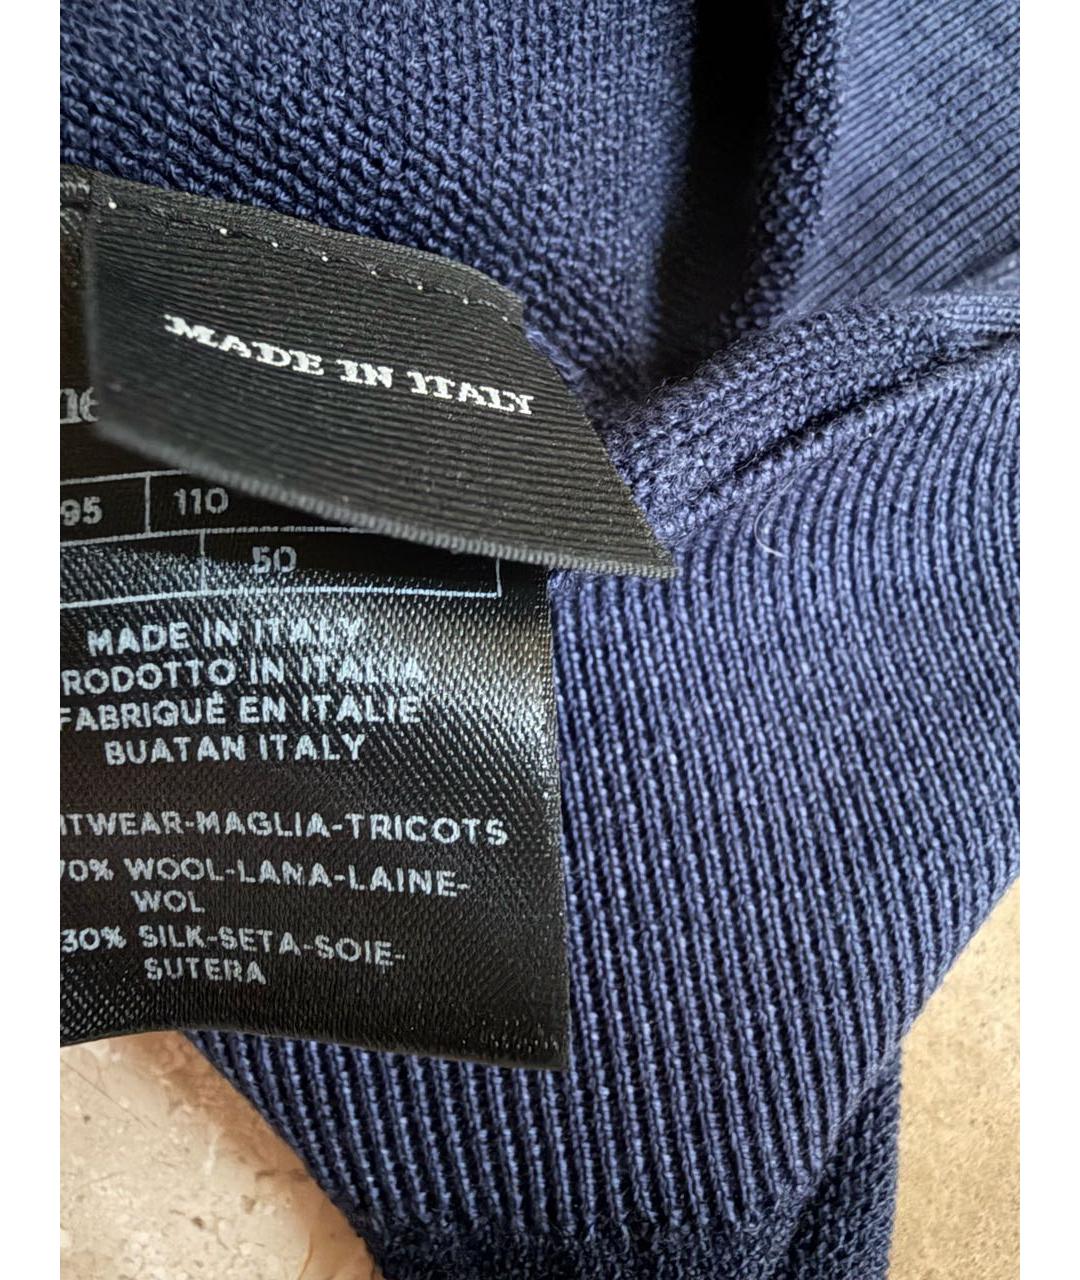 MADE IN ITALY
95 110
50
MADE IN ITALY
RODOTTO IN ITALIA
FABRIQUÉ EN ITALIE
BUATAN ITALY
ITWEAR-MAGLIA-TRICOTS
70% WOOL-LANA-LAINE-
WOL
30% SILK-SETA-SOIE-
SUTERA